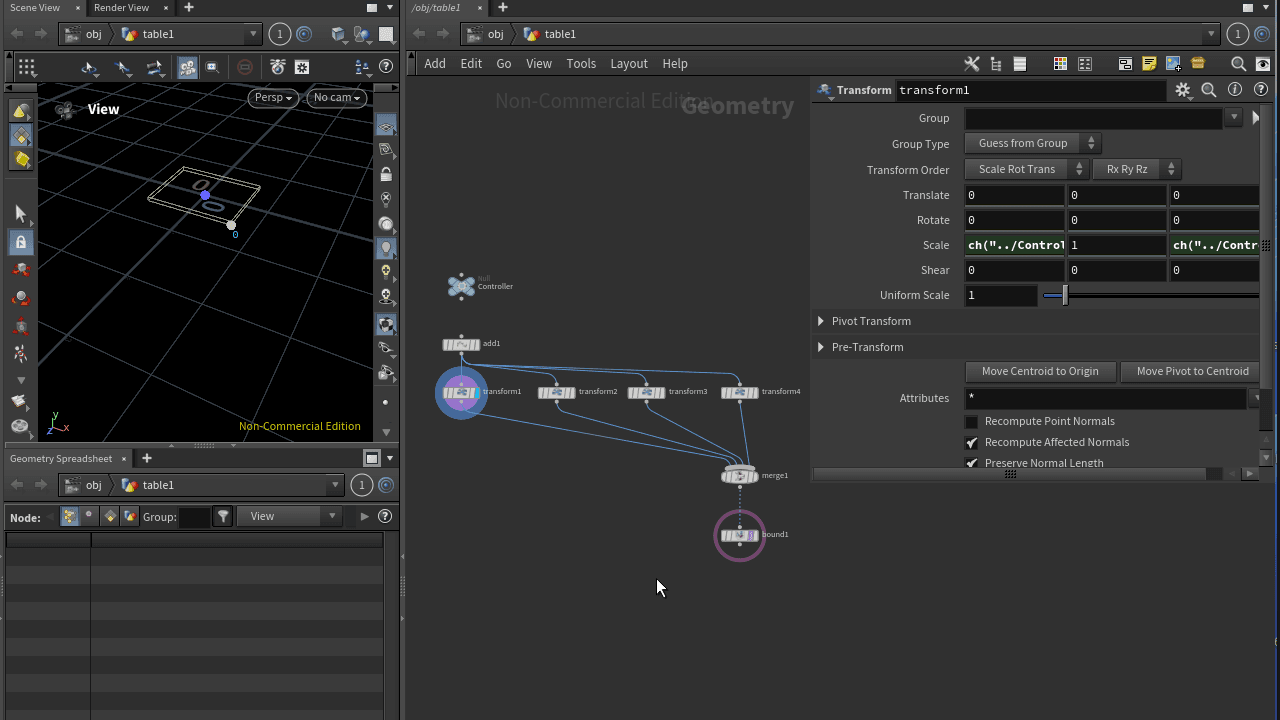 Scene View × Render View × +
/obj/table1 × +
obj table1 1
obj table1 1
Add Edit Go View Tools Layout Help
View Persp No cam
0
y
z x
Non-Commercial Edition
Non-Commercial Edition
Geometry
Null
Controller
add1
transform1 transform2 transform3 transform4
merge1
bound1
Transform transform1
Group
Group Type Guess from Group
Transform Order Scale Rot Trans Rx Ry Rz
Translate 0 0 0
Rotate 0 0 0
Scale ch("../Control 1 ch("../Contr
Shear 0 0 0
Uniform Scale 1
Pivot Transform
Pre-Transform
Move Centroid to Origin Move Pivot to Centroid
Attributes *
Recompute Point Normals
Recompute Affected Normals
Preserve Normal Length
Geometry Spreadsheet × +
obj table1 1
Node: Group: View